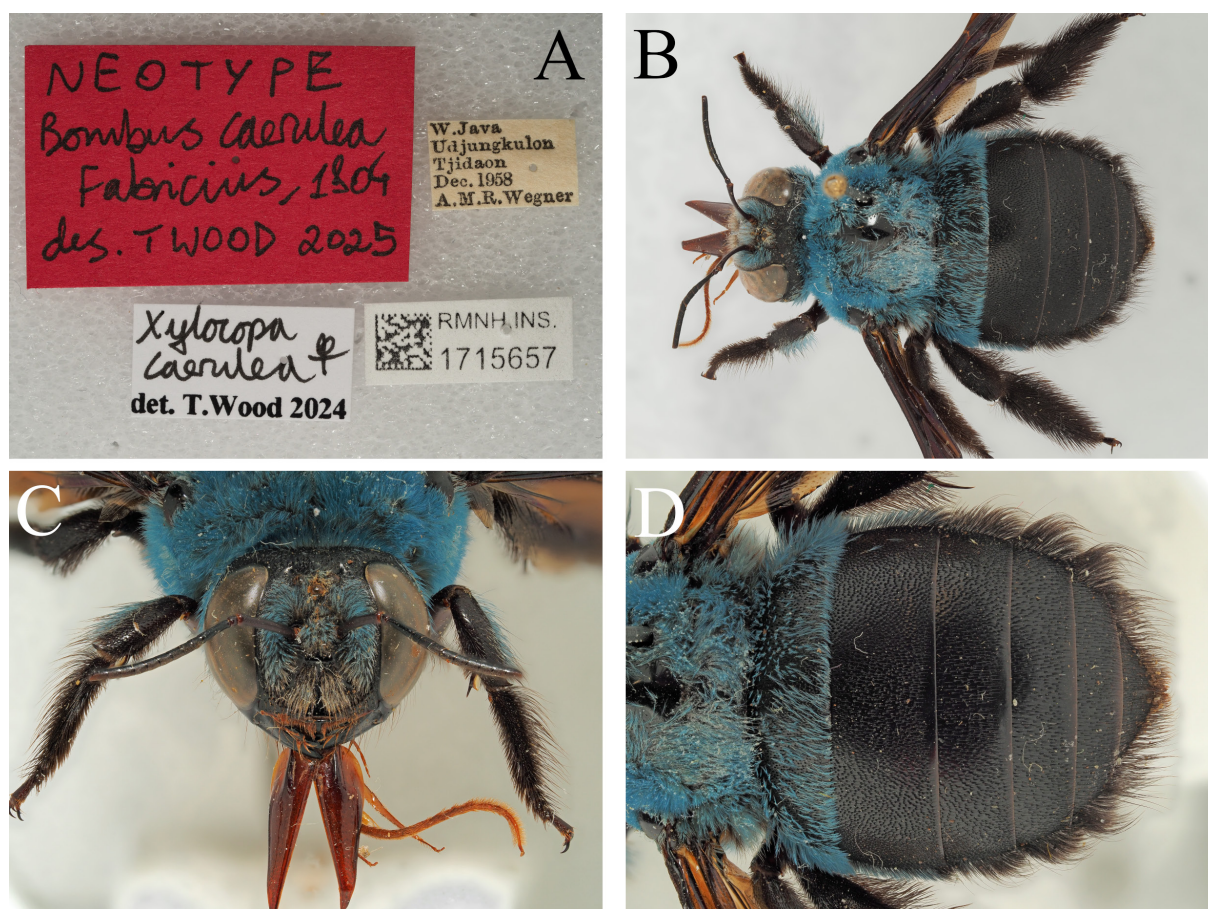 A
NEOTYPE
Bombus caerulea
Fabricius, 1804
des. TWOOD 2025
W.Java
Udjungkulon
Tjidaon
Dec. 1958
A.M.R.Wegner
Xylocopa
caerulea ♀
det. T.Wood 2024
RMNH.INS.
1715657
B
C
D